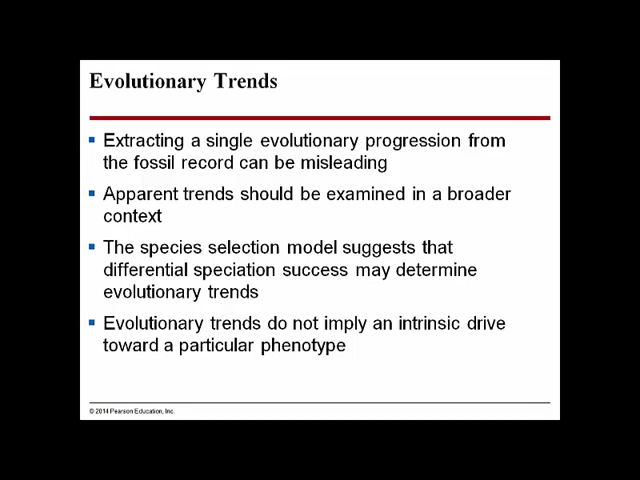 Evolutionary Trends
Extracting a single evolutionary progression from
the fossil record can be misleading
Apparent trends should be examined in a broader
context
The species selection model suggests that
differential speciation success may determine
evolutionary trends
Evolutionary trends do not imply an intrinsic drive
toward a particular phenotype
© 2014 Pearson Education, Inc.